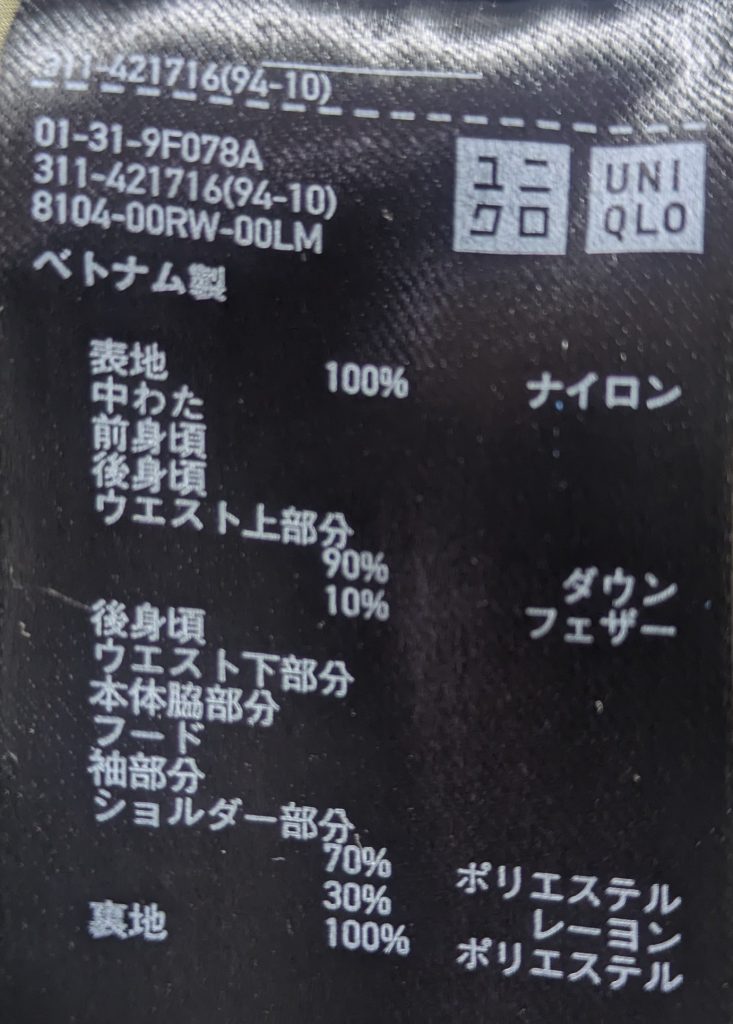 311-421716(94-10)
01-31-9F078A
311-421716(94-10)
8104-00RW-00LM
ユニ
クロ
UNI
QLO
ベトナム製
表地 100% ナイロン
中わた
前身頃
後身頃
ウエスト上部分
90% ダウン
10% フェザー
後身頃
ウエスト下部分
本体脇部分
フード
袖部分
ショルダー部分
70% ポリエステル
30% レーヨン
裏地 100% ポリエステル